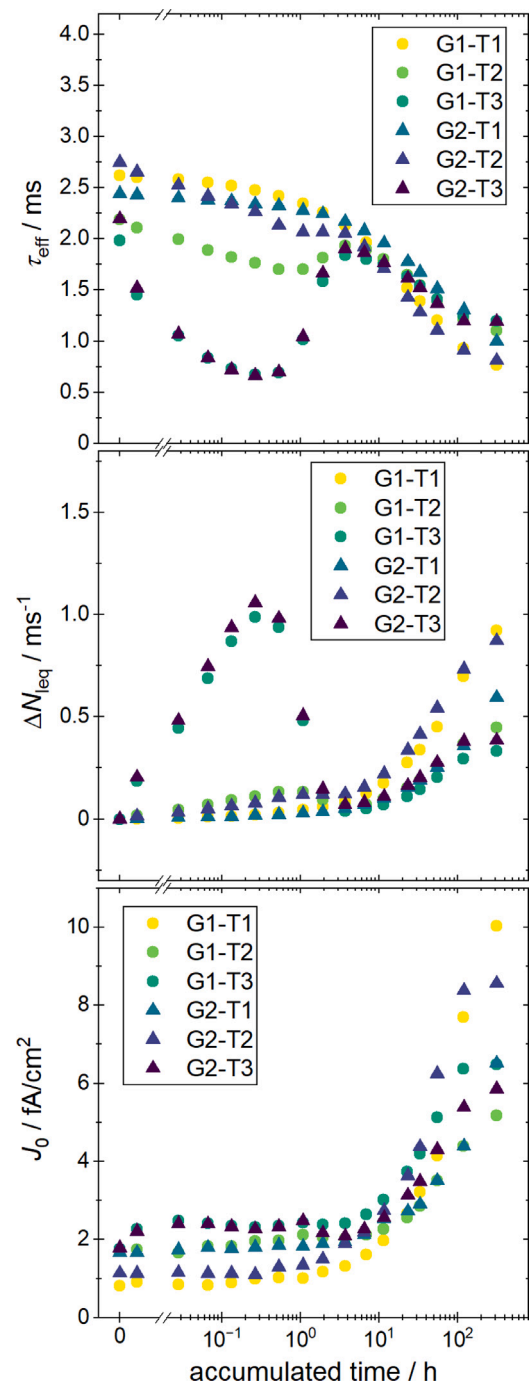 4.0
3.5
3.0
2.5
2.0
1.5
1.0
0.5
0.0
τeff / ms
G1-T1
G1-T2
G1-T3
G2-T1
G2-T2
G2-T3
1.5
1.0
0.5
0
ΔNleq / ms⁻¹
G1-T1
G1-T2
G1-T3
G2-T1
G2-T2
G2-T3
10
8
6
4
2
0
J₀ / fA/cm²
G1-T1
G1-T2
G1-T3
G2-T1
G2-T2
G2-T3
0 10⁻¹ 10⁰ 10¹ 10²
accumulated time / h